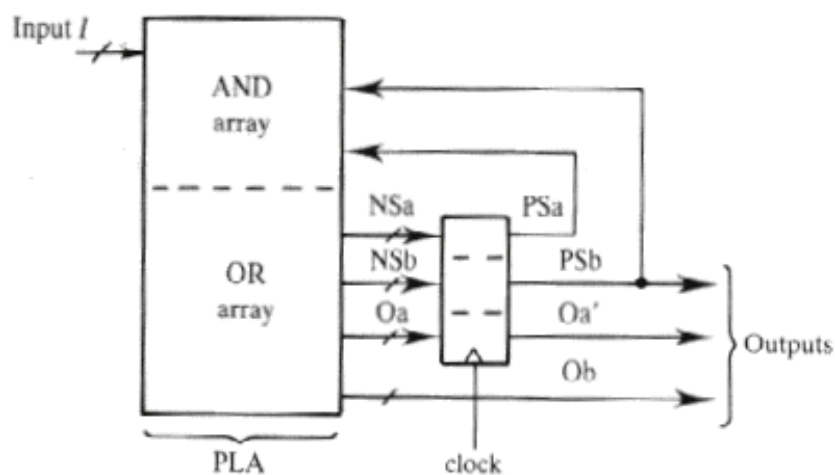 Input I
AND
array
NSa
PSa
NSb
PSb
OR
array
Oa
Oa′
Outputs
Ob
PLA
clock